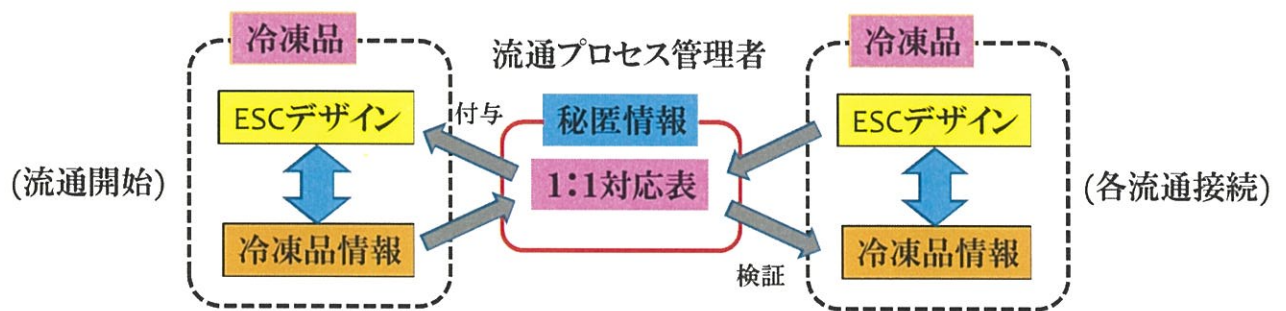 冷凍品
流通プロセス管理者
冷凍品
ESCデザイン
付与
秘匿情報
ESCデザイン
(流通開始)
1:1対応表
(各流通接続)
冷凍品情報
検証
冷凍品情報